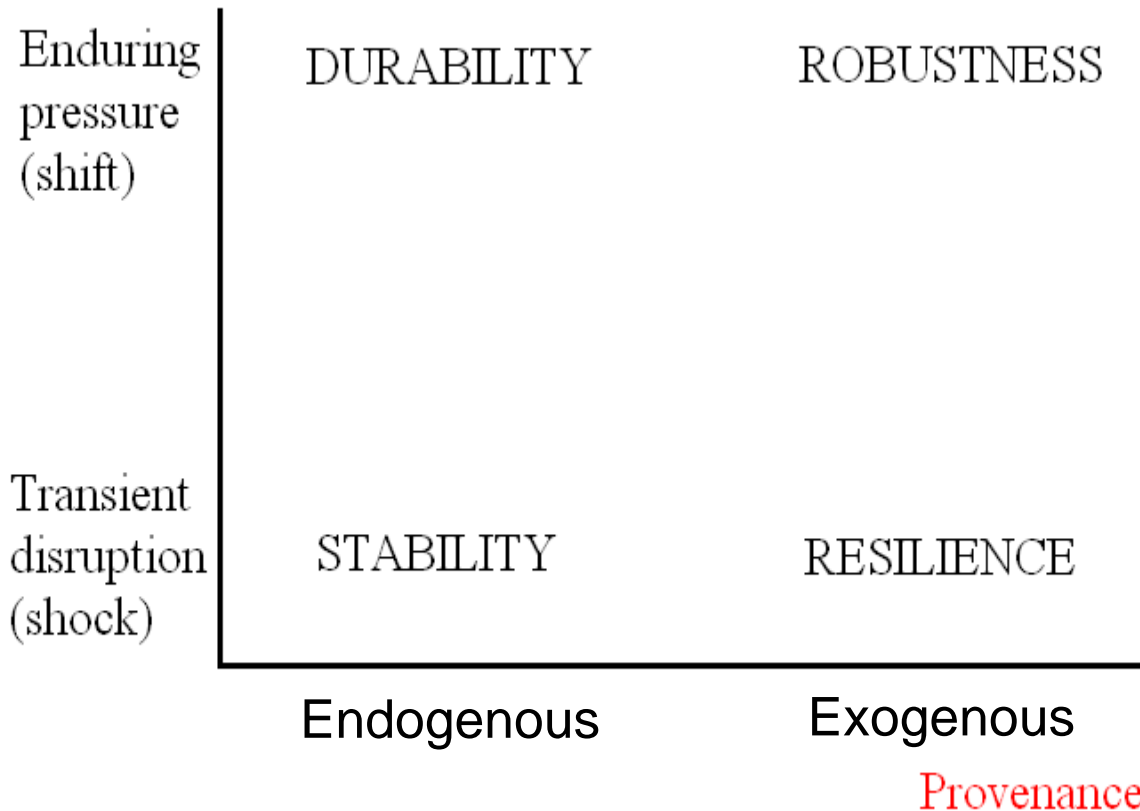 Enduring
pressure
(shift)
DURABILITY
ROBUSTNESS
Transient
disruption
(shock)
STABILITY
RESILIENCE
Endogenous
Exogenous
Provenance